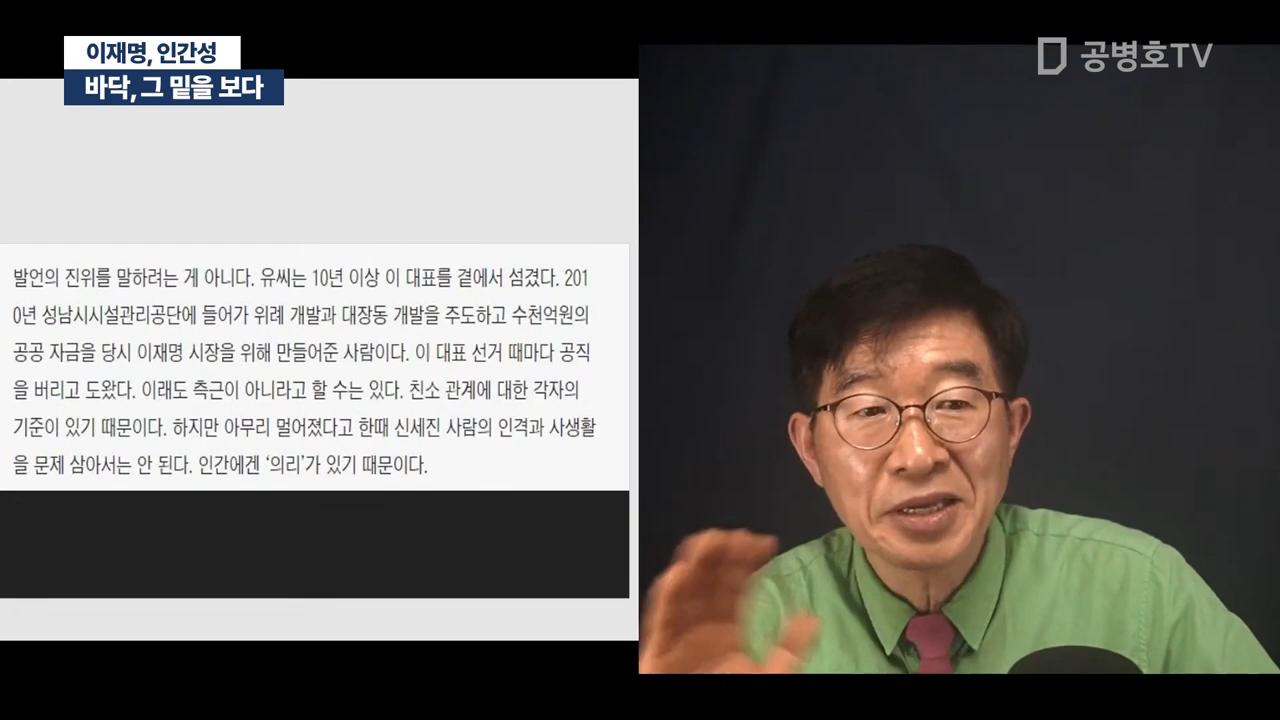 이재명, 인간성
바닥, 그 밑을 보다
공병호TV
발언의 진위를 말하려는 게 아니다. 유씨는 10년 이상 이 대표를 곁에서 섬겼다. 201
0년 성남시시설관리공단에 들어가 위례 개발과 대장동 개발을 주도하고 수천억원의
공공 자금을 당시 이재명 시장을 위해 만들어준 사람이다. 이 대표 선거 때마다 공직
을 버리고 도왔다. 이래도 측근이 아니라고 할 수는 있다. 친소 관계에 대한 각자의
기준이 있기 때문이다. 하지만 아무리 멀어졌다고 한때 신세진 사람의 인격과 사생활
을 문제 삼아서는 안 된다. 인간에겐 ‘의리’가 있기 때문이다.